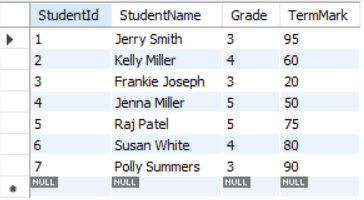 StudentId StudentName Grade TermMark
1 Jerry Smith 3 95
2 Kelly Miller 4 60
3 Frankie Joseph 3 20
4 Jenna Miller 5 50
5 Raj Patel 5 75
6 Susan White 4 80
7 Polly Summers 3 90
NULL NULL NULL NULL